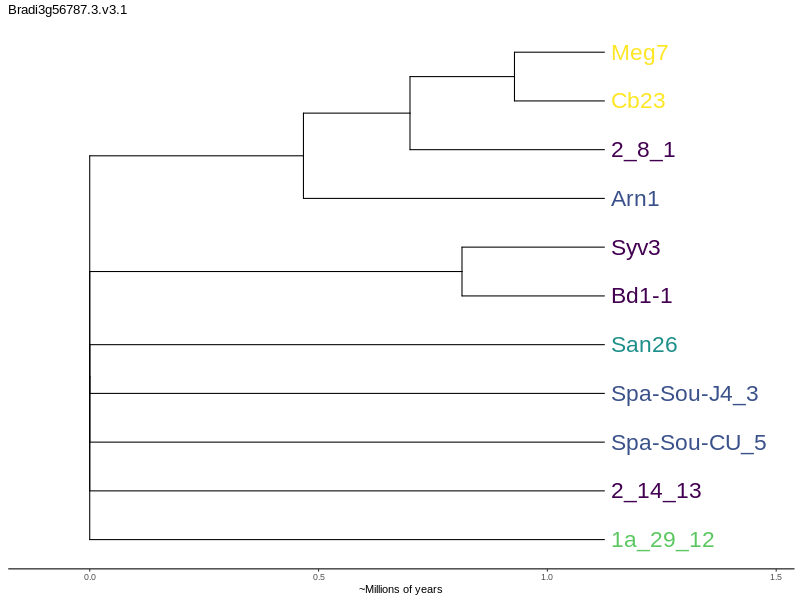 Bradi3g56787.3.v3.1
Meg7
Cb23
2_8_1
Arn1
Syv3
Bd1-1
San26
Spa-Sou-J4_3
Spa-Sou-CU_5
2_14_13
1a_29_12
0.0 0.5 1.0 1.5
~Millions of years